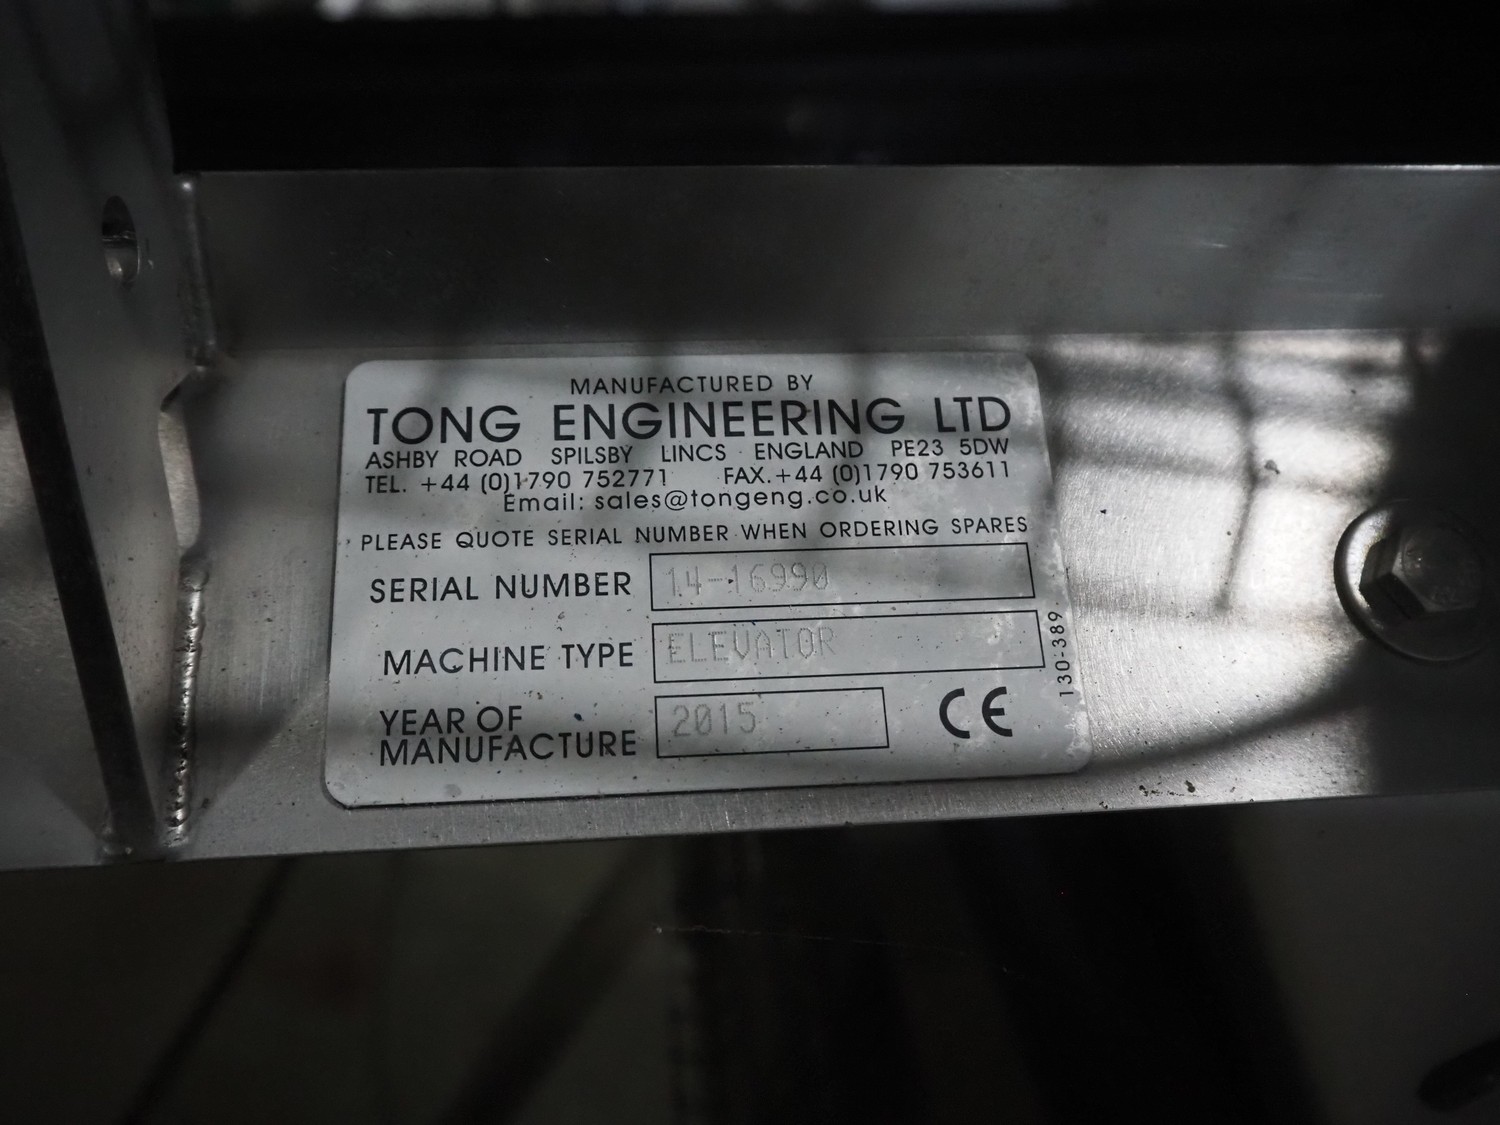 MANUFACTURED BY
TONG ENGINEERING LTD
ASHBY ROAD SPILSBY LINCS ENGLAND PE23 5DW
TEL. +44 (0)1790 752771 FAX.+44 (0)1790 753611
Email: sales@tongeng.co.uk
PLEASE QUOTE SERIAL NUMBER WHEN ORDERING SPARES
SERIAL NUMBER 14-16990
MACHINE TYPE ELEVATOR
YEAR OF
MANUFACTURE 2015
CE
130-389